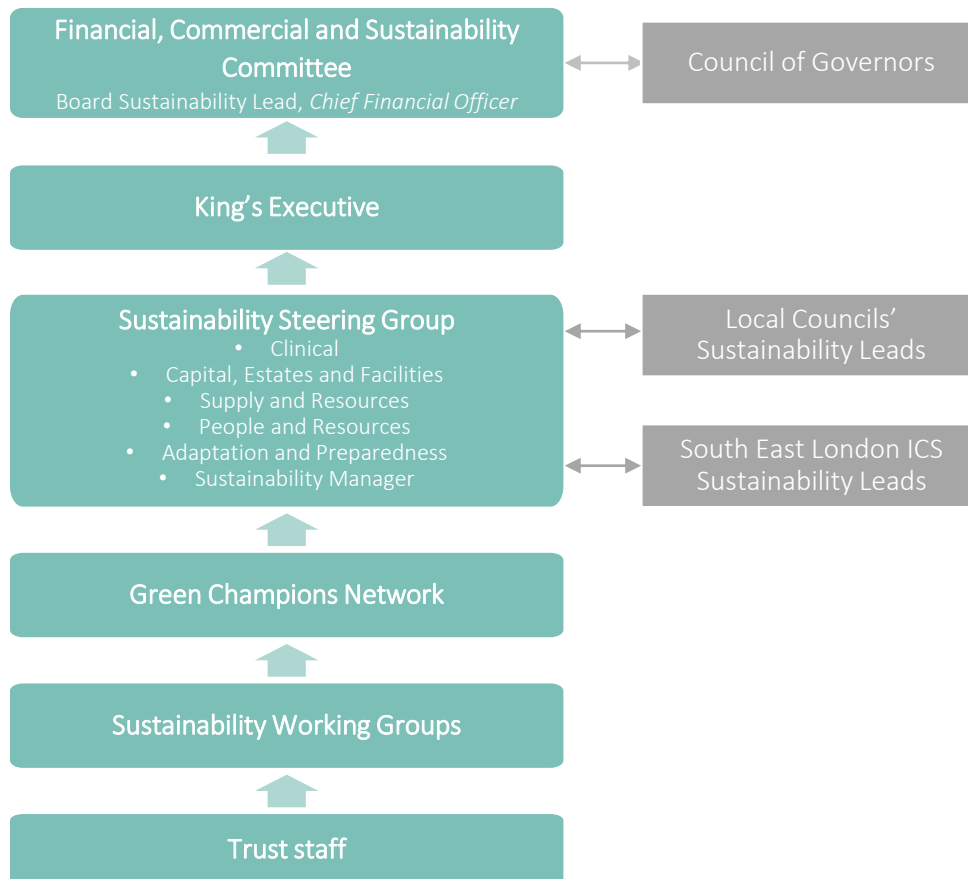 Financial, Commercial and Sustainability
Committee
Board Sustainability Lead, Chief Financial Officer
Council of Governors
King’s Executive
Sustainability Steering Group
• Clinical
• Capital, Estates and Facilities
• Supply and Resources
• People and Resources
• Adaptation and Preparedness
• Sustainability Manager
Local Councils’
Sustainability Leads
South East London ICS
Sustainability Leads
Green Champions Network
Sustainability Working Groups
Trust staff